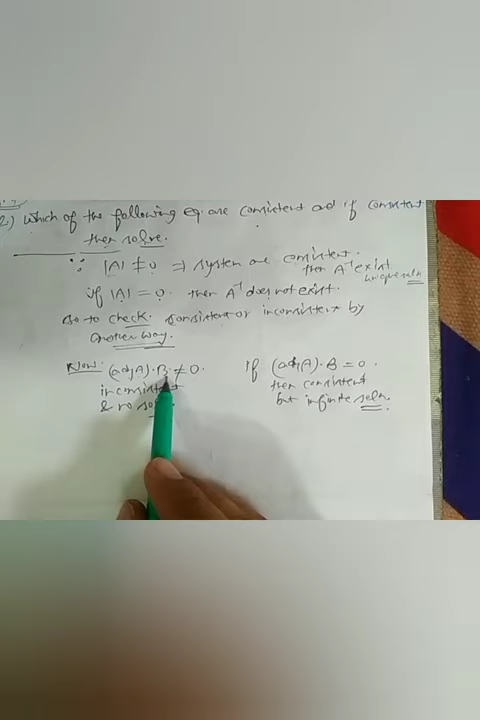 2.) Which of the following eq. are consistent and if consistent
then solve.
∵ |A| ≠ 0 ⇒ system are consistent.
then A⁻¹ exist
unique soln
if |A| = 0. then A⁻¹ does not exist.
so to check. consistent or inconsistent by
another way.
Now. (adj A)·B ≠ 0.
inconsistent
& no
If (adj A)·B = 0.
then consistent
but infinite soln.